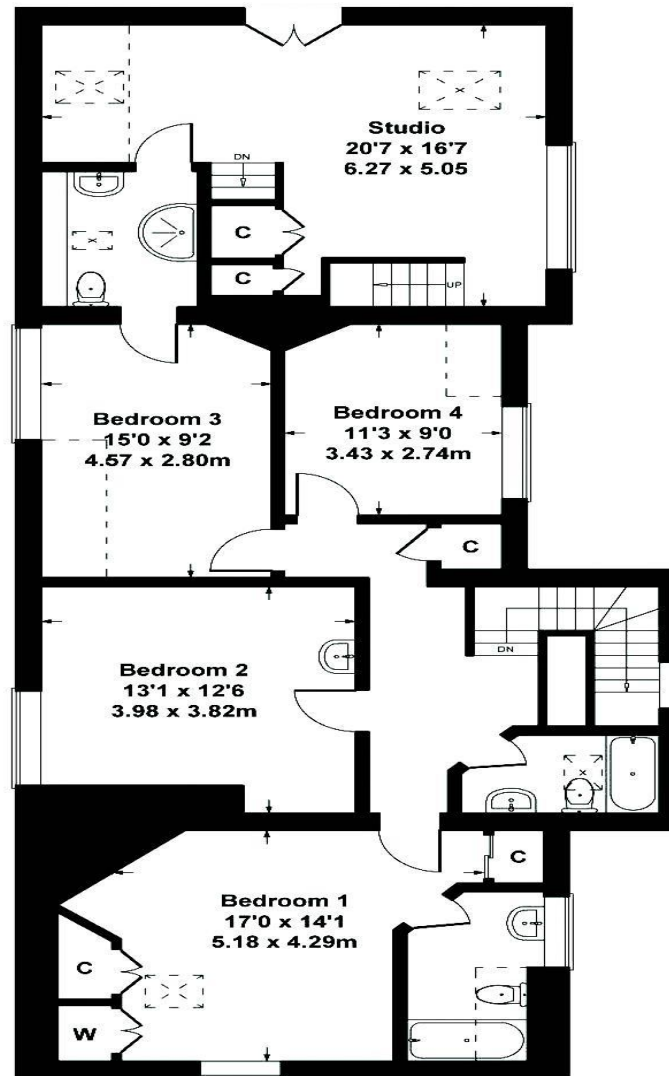 DN
Studio
20'7 x 16'7
6.27 x 5.05
C
C
UP
Bedroom 3
15'0 x 9'2
4.57 x 2.80m
Bedroom 4
11'3 x 9'0
3.43 x 2.74m
C
DN
Bedroom 2
13'1 x 12'6
3.98 x 3.82m
C
Bedroom 1
17'0 x 14'1
5.18 x 4.29m
C
W